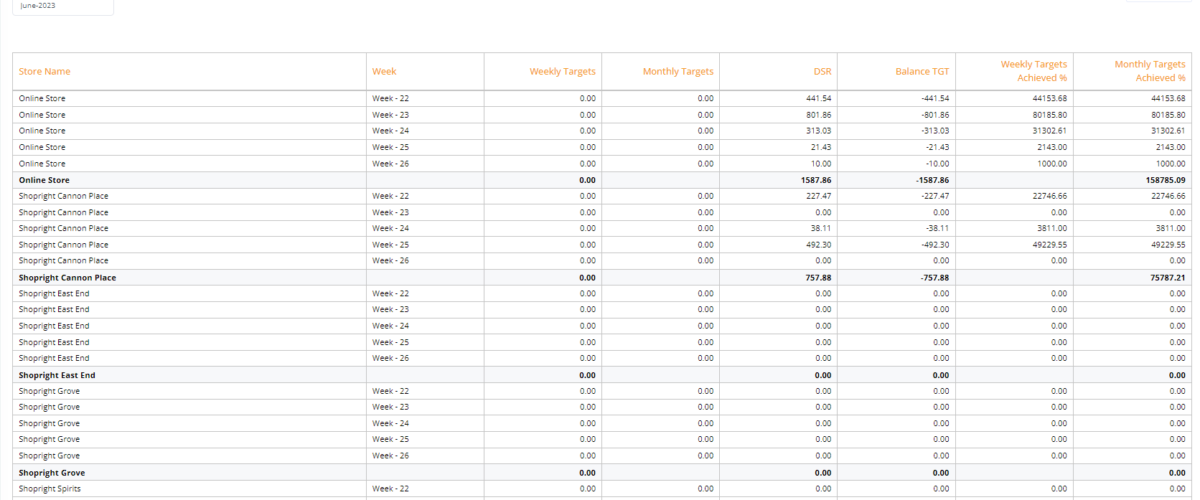 June-2023
Store Name Week Weekly Targets Monthly Targets DSR Balance TGT Weekly Targets Achieved % Monthly Targets Achieved %
Online Store Week - 22 0.00 0.00 441.54 -441.54 44153.68 44153.68
Online Store Week - 23 0.00 0.00 801.86 -801.86 80185.80 80185.80
Online Store Week - 24 0.00 0.00 313.03 -313.03 31302.61 31302.61
Online Store Week - 25 0.00 0.00 21.43 -21.43 2143.00 2143.00
Online Store Week - 26 0.00 0.00 10.00 -10.00 1000.00 1000.00
Online Store 0.00 1587.86 -1587.86 158785.09
Shopright Cannon Place Week - 22 0.00 0.00 227.47 -227.47 22746.66 22746.66
Shopright Cannon Place Week - 23 0.00 0.00 0.00 0.00 0.00 0.00
Shopright Cannon Place Week - 24 0.00 0.00 38.11 -38.11 3811.00 3811.00
Shopright Cannon Place Week - 25 0.00 0.00 492.30 -492.30 49229.55 49229.55
Shopright Cannon Place Week - 26 0.00 0.00 0.00 0.00 0.00 0.00
Shopright Cannon Place 0.00 757.88 -757.88 75787.21
Shopright East End Week - 22 0.00 0.00 0.00 0.00 0.00 0.00
Shopright East End Week - 23 0.00 0.00 0.00 0.00 0.00 0.00
Shopright East End Week - 24 0.00 0.00 0.00 0.00 0.00 0.00
Shopright East End Week - 25 0.00 0.00 0.00 0.00 0.00 0.00
Shopright East End Week - 26 0.00 0.00 0.00 0.00 0.00 0.00
Shopright East End 0.00 0.00 0.00 0.00
Shopright Grove Week - 22 0.00 0.00 0.00 0.00 0.00 0.00
Shopright Grove Week - 23 0.00 0.00 0.00 0.00 0.00 0.00
Shopright Grove Week - 24 0.00 0.00 0.00 0.00 0.00 0.00
Shopright Grove Week - 25 0.00 0.00 0.00 0.00 0.00 0.00
Shopright Grove Week - 26 0.00 0.00 0.00 0.00 0.00 0.00
Shopright Grove 0.00 0.00 0.00 0.00
Shopright Spirits Week - 22 0.00 0.00 0.00 0.00 0.00 0.00